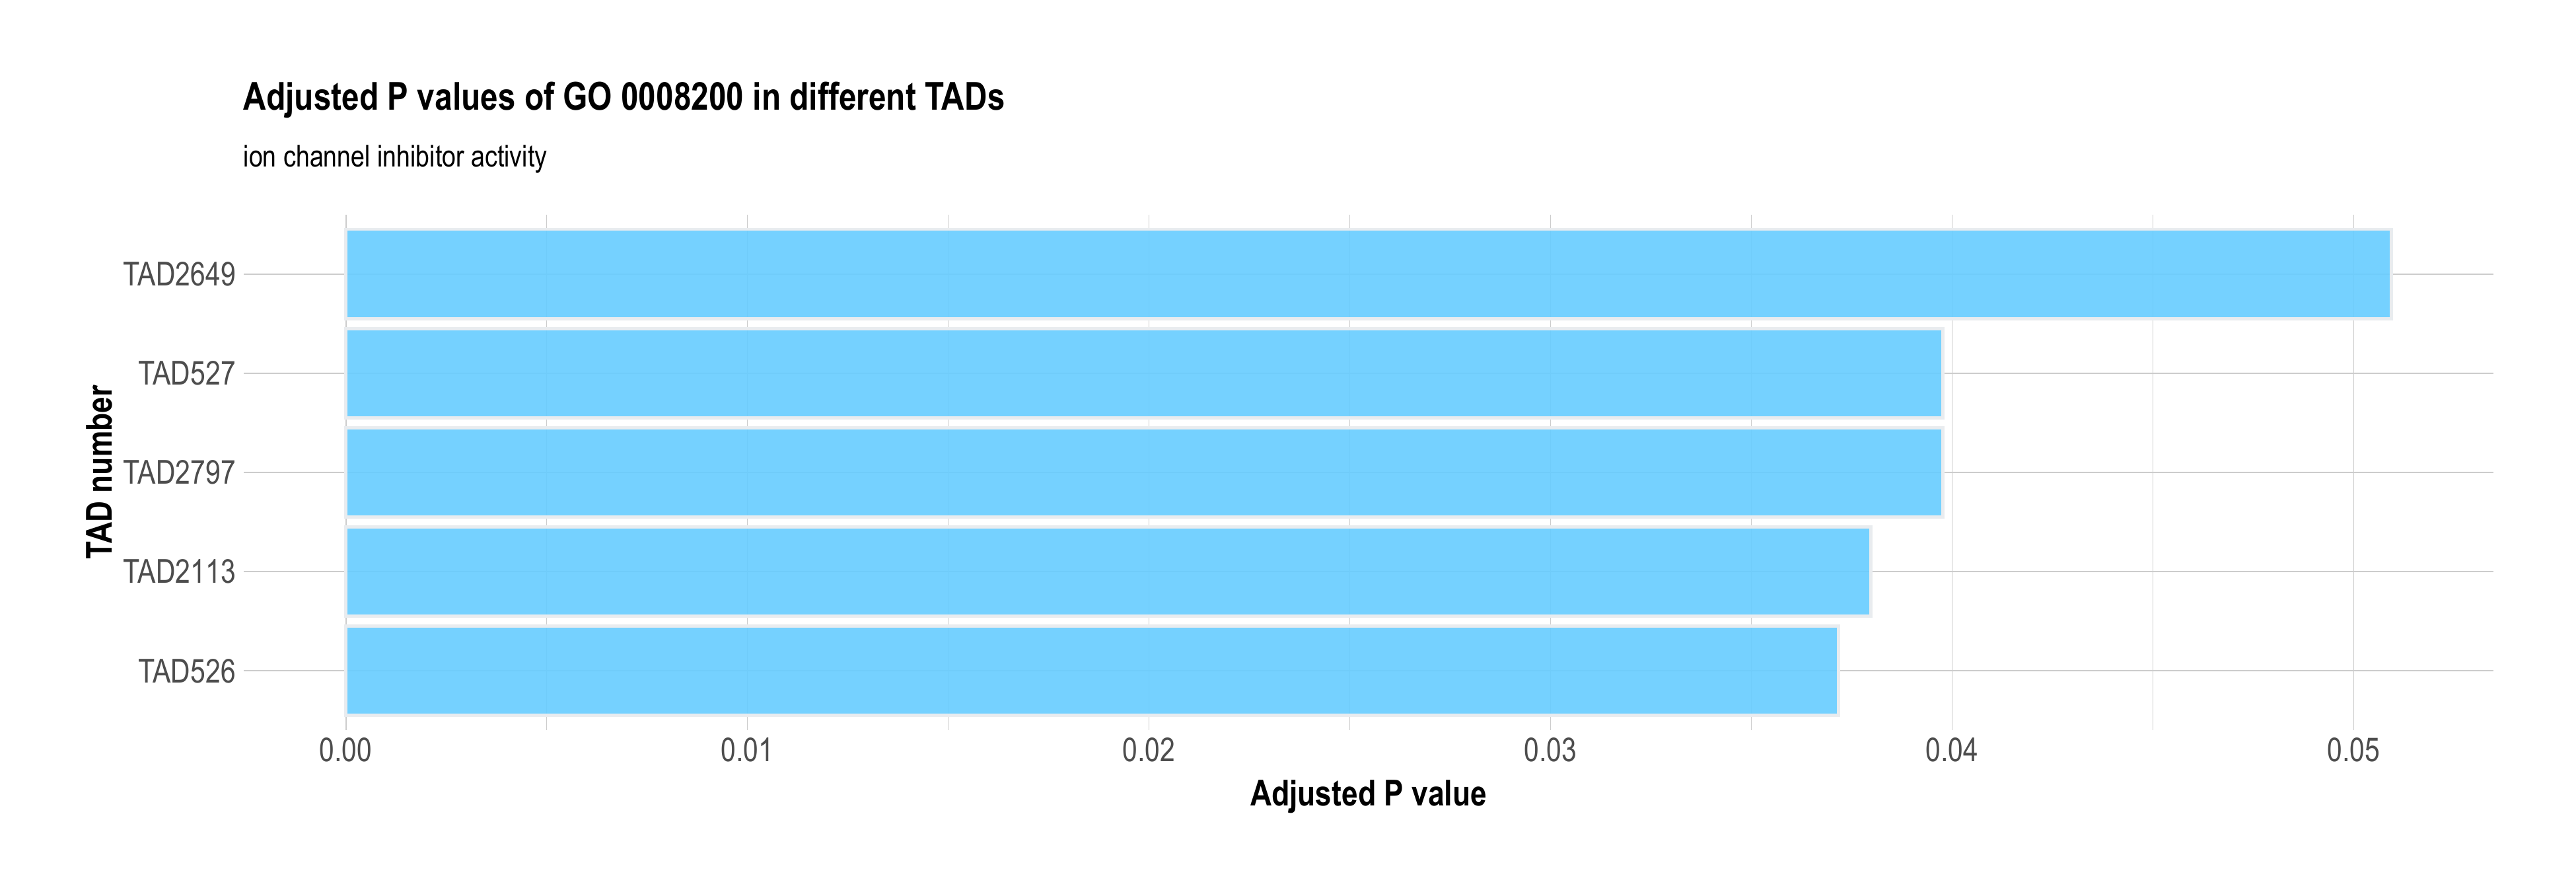 Adjusted P values of GO 0008200 in different TADs
ion channel inhibitor activity
TAD number
TAD2649
TAD527
TAD2797
TAD2113
TAD526
0.00 0.01 0.02 0.03 0.04 0.05
Adjusted P value